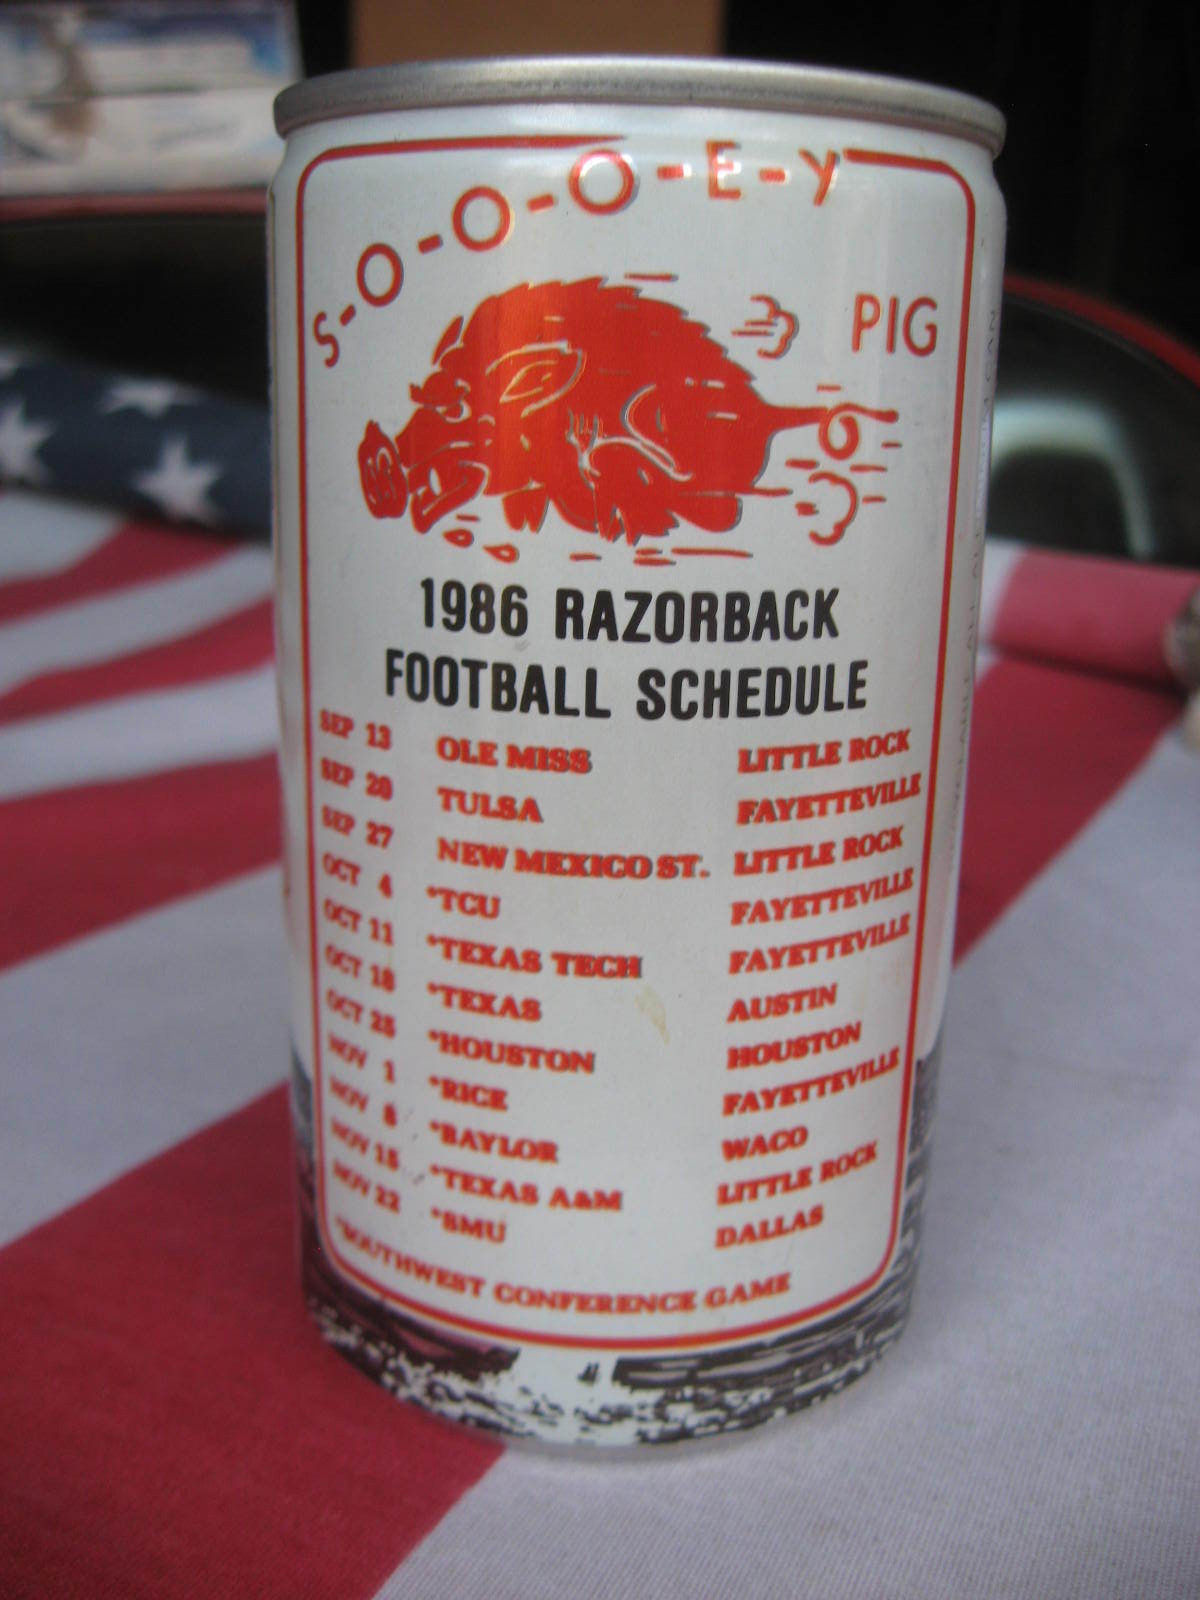 S-O-O-O-E-Y
PIG
1986 RAZORBACK
FOOTBALL SCHEDULE
SEP 13 OLE MISS LITTLE ROCK
SEP 20 TULSA FAYETTEVILLE
SEP 27 NEW MEXICO ST. LITTLE ROCK
OCT 4 *TCU FAYETTEVILLE
OCT 11 *TEXAS TECH FAYETTEVILLE
OCT 18 *TEXAS AUSTIN
OCT 25 *HOUSTON HOUSTON
NOV 1 *RICE FAYETTEVILLE
NOV 8 *BAYLOR WACO
NOV 15 *TEXAS A&M LITTLE ROCK
NOV 22 *SMU DALLAS
*SOUTHWEST CONFERENCE GAME